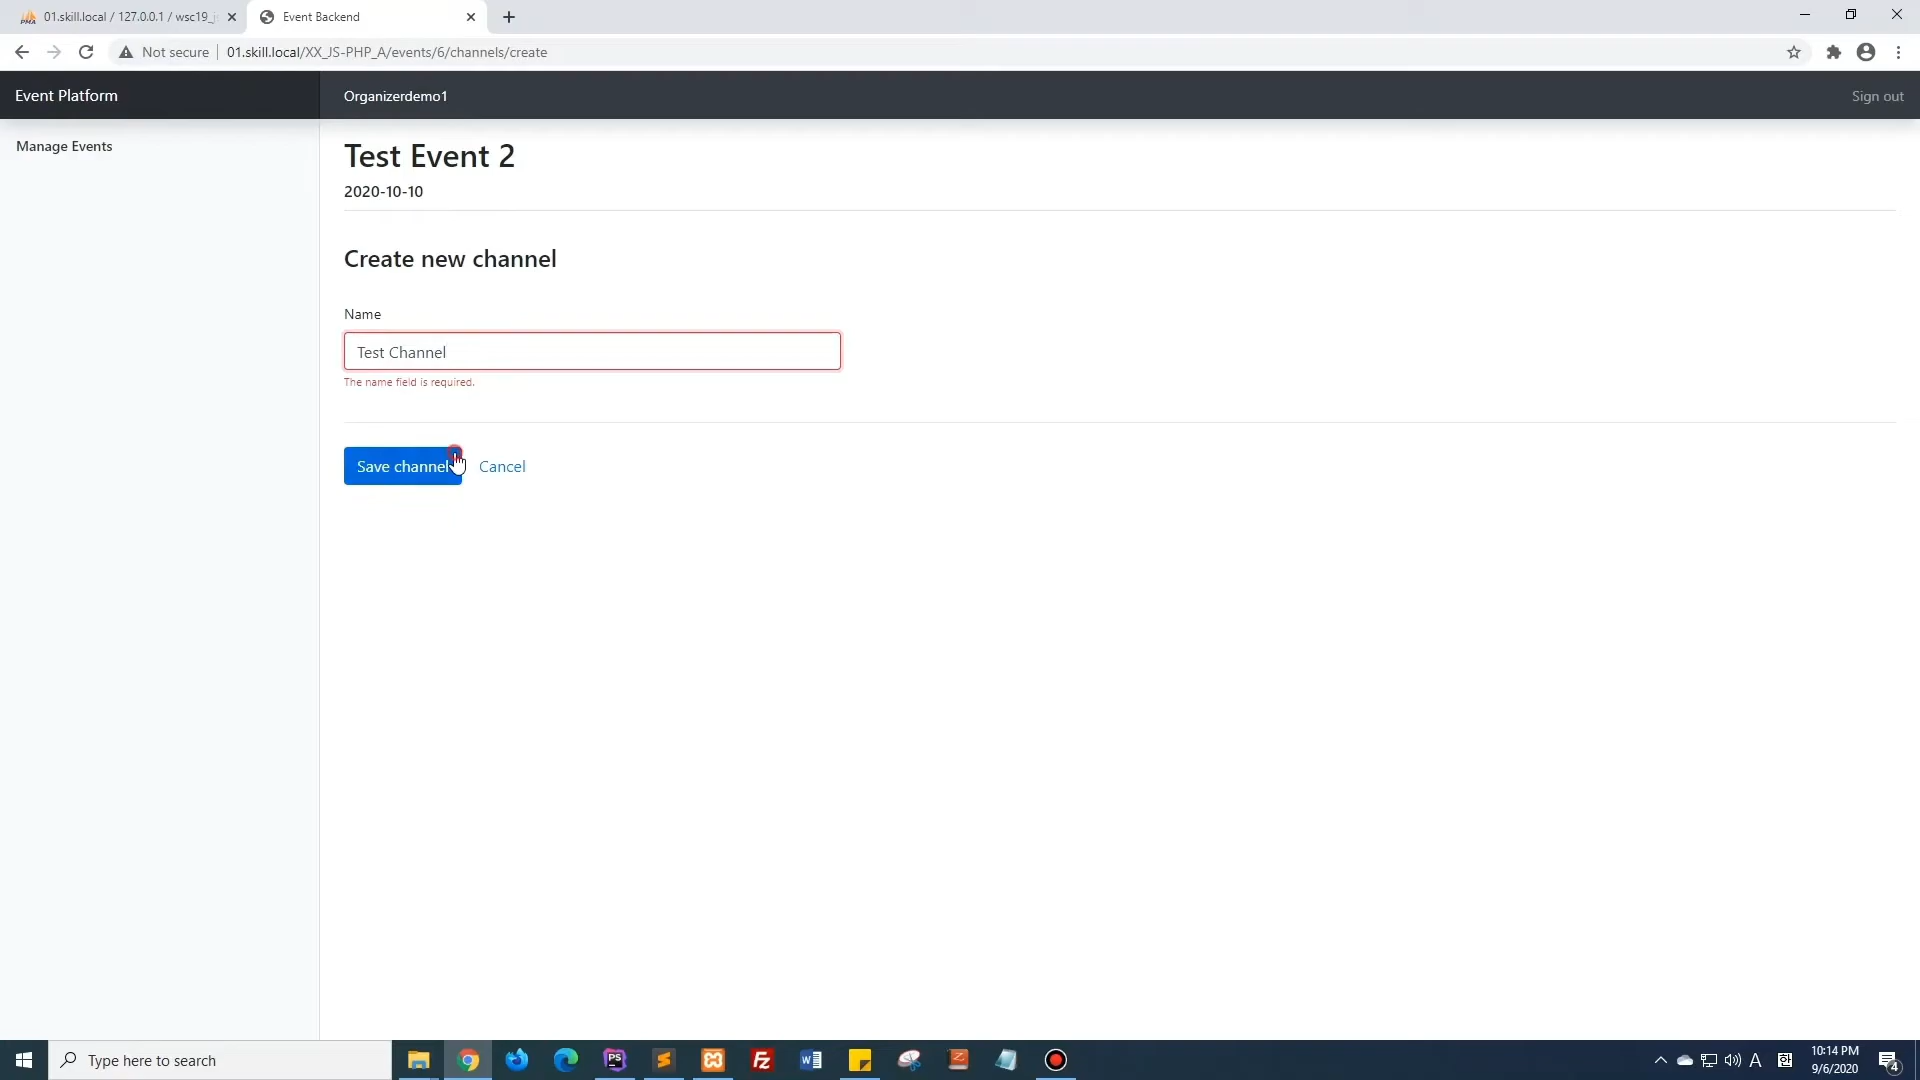 01.skill.local / 127.0.0.1 / wsc19_j
Event Backend
Not secure
01.skill.local/XX_JS-PHP_A/events/6/channels/create
Event Platform
Organizerdemo1
Sign out
Manage Events
Test Event 2
2020-10-10
Create new channel
Name
Test Channel
The name field is required.
Save channel
Cancel
Type here to search
10:14 PM
9/6/2020